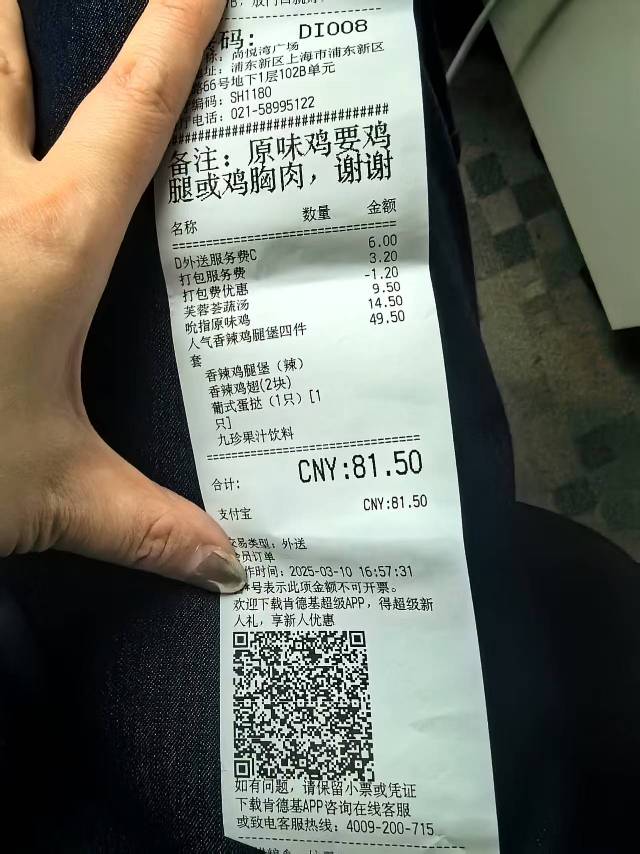 码: DI008
: 尚悦湾广场
址: 浦东新区上海市浦东新区
路66号地下1层102B单元
编码: SH1180
厅电话: 021-58995122
####################################
备注: 原味鸡要鸡
腿或鸡胸肉, 谢谢
名称 数量 金额
D外送服务费C 6.00
打包服务费 3.20
打包费优惠 -1.20
芙蓉荟蔬汤 9.50
吮指原味鸡 14.50
人气香辣鸡腿堡四件 49.50
套
香辣鸡腿堡（辣）
香辣鸡翅(2块)
葡式蛋挞（1只）[1
只]
九珍果汁饮料
合计: CNY:81.50
支付宝 CNY:81.50
交易类型: 外送
会员订单
作时间: 2025-03-10 16:57:31
*号表示此项金额不可开票。
欢迎下载肯德基超级APP, 得超级新
人礼, 享新人优惠
如有问题, 请保留小票或凭证
下载肯德基APP咨询在线客服
或致电客服热线: 4009-200-715